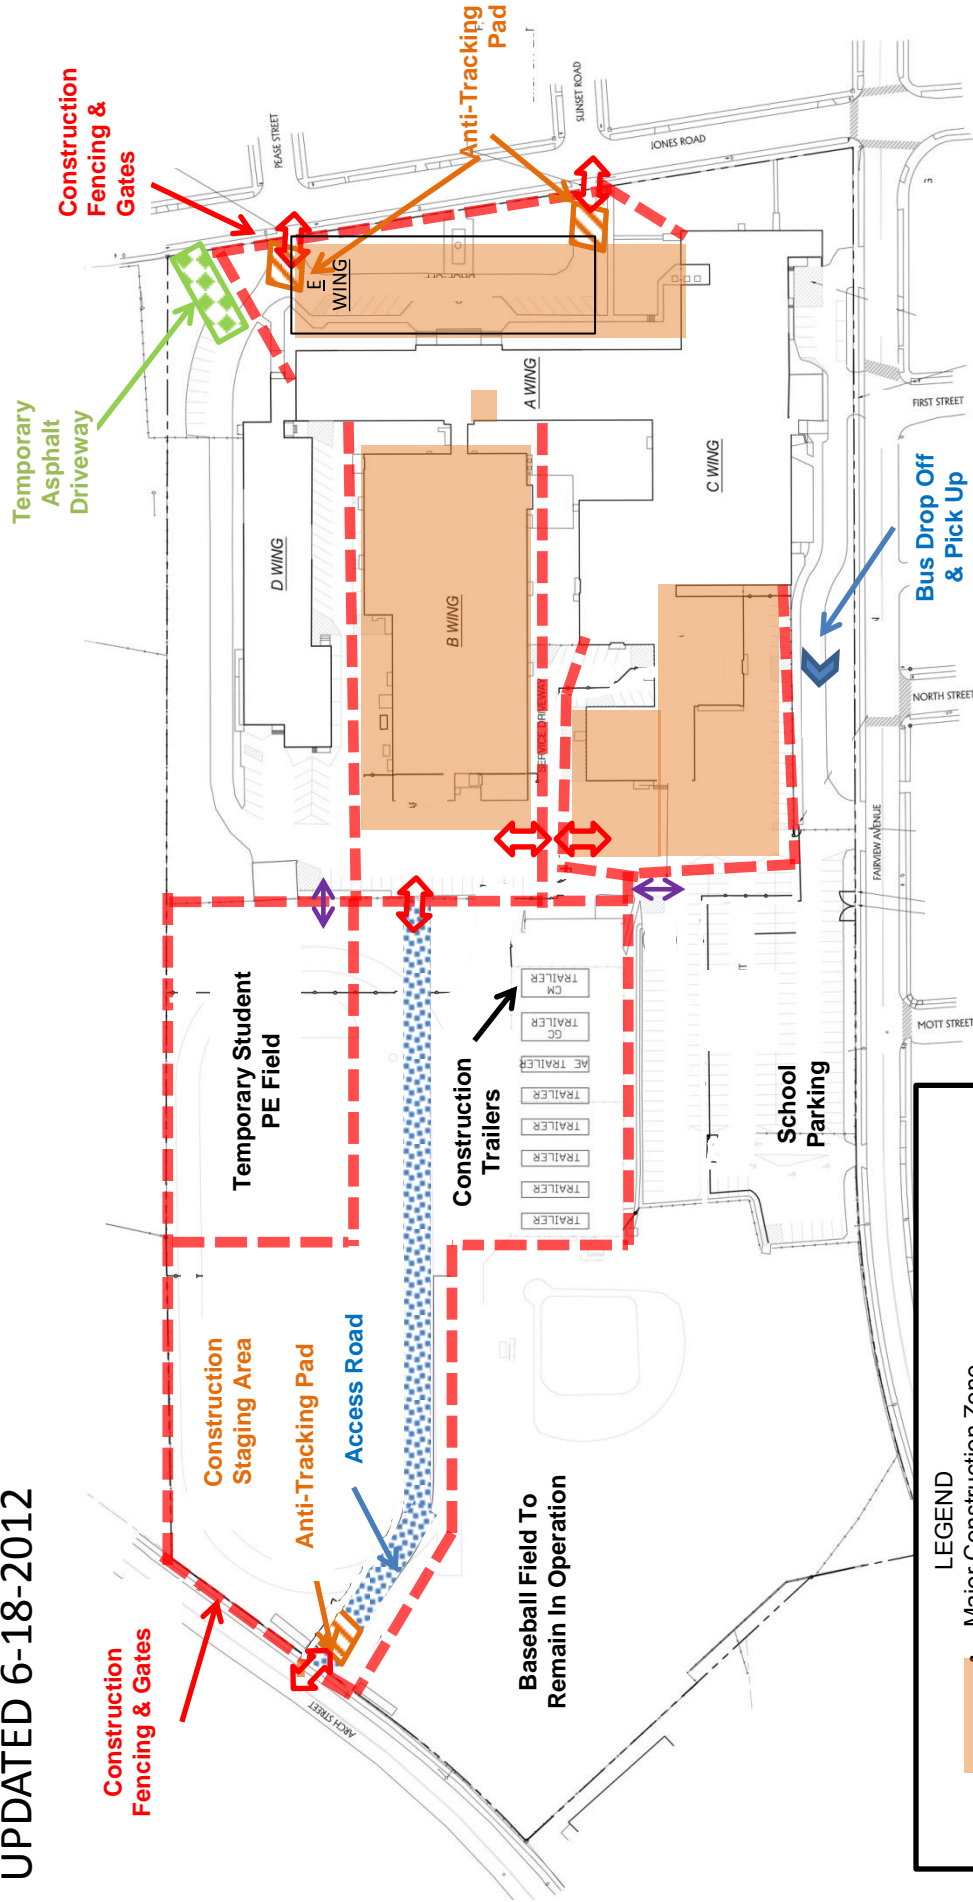 UPDATED 6-18-2012
Construction
Fencing & Gates
ARCH STREET
Construction
Staging Area
Anti-Tracking Pad
Access Road
Baseball Field To
Remain In Operation
Temporary Student
PE Field
Construction
Trailers
TRAILER
TRAILER
TRAILER
TRAILER
TRAILER
AE TRAILER
GC
TRAILER
CM
TRAILER
School
Parking
Temporary
Asphalt
Driveway
Construction
Fencing &
Gates
Anti-Tracking
Pad
PEASE STREET
SUNSET ROAD
JONES ROAD
E
WING
A WING
B WING
C WING
D WING
SERVICE DRIVEWAY
Bus Drop Off
& Pick Up
FAIRVIEW AVENUE
FIRST STREET
NORTH STREET
MOTT STREET
LEGEND
Major Construction Zone